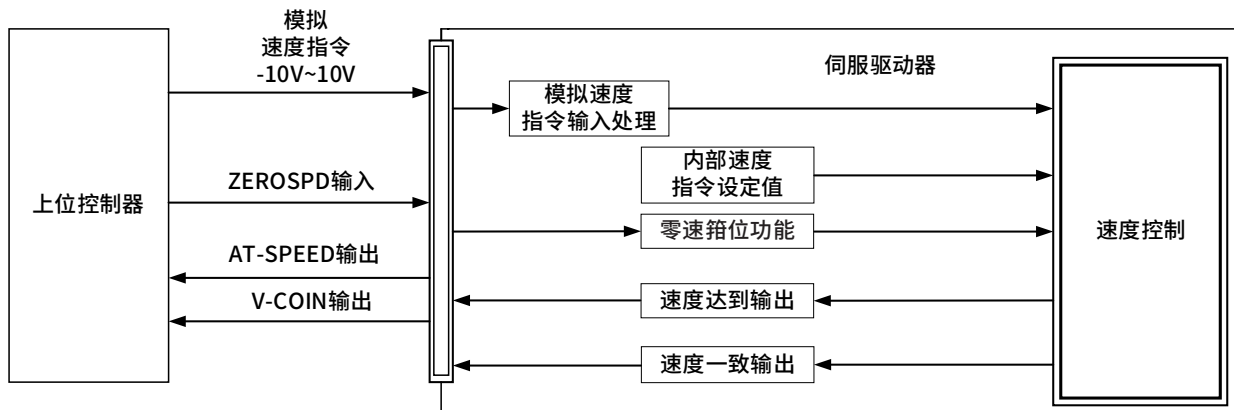 模拟
速度指令
-10V~10V
伺服驱动器
模拟速度
指令输入处理
内部速度
指令设定值
ZEROSPD输入
上位控制器
零速箝位功能
速度控制
AT-SPEED输出
V-COIN输出
速度达到输出
速度一致输出